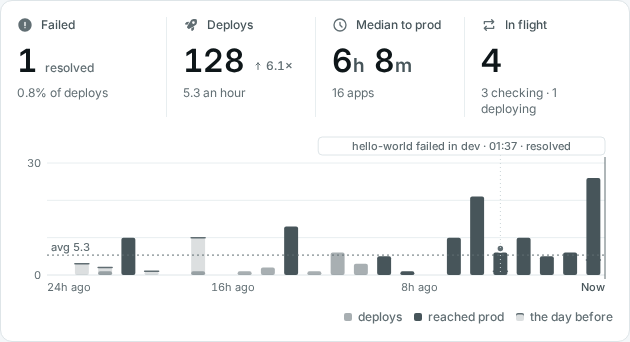 Failed
1 resolved
0.8% of deploys
Deploys
128 ↑ 6.1×
5.3 an hour
Median to prod
6h 8m
16 apps
In flight
4
3 checking · 1
deploying
hello-world failed in dev · 01:37 · resolved
30
avg 5.3
0
24h ago 16h ago 8h ago Now
deploys reached prod the day before